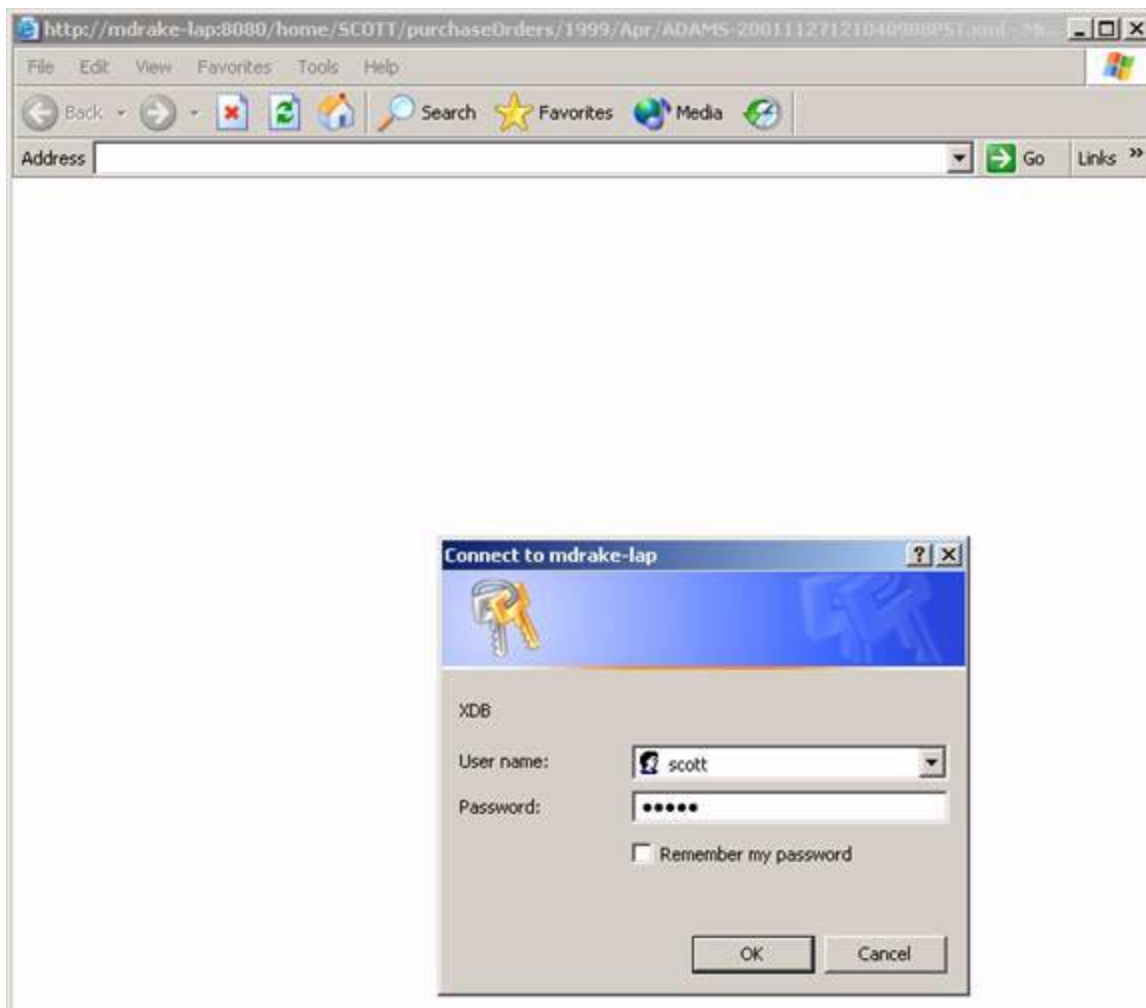 http://mdrake-lap:8080/home/SCOTT/purchaseOrders/1999/Apr/ADAMS-20011127121040988PST.xml - Mi...
File Edit View Favorites Tools Help
Back Search Favorites Media
Address Go Links »
Connect to mdrake-lap
XDB
User name: scott
Password: •••••
Remember my password
OK Cancel